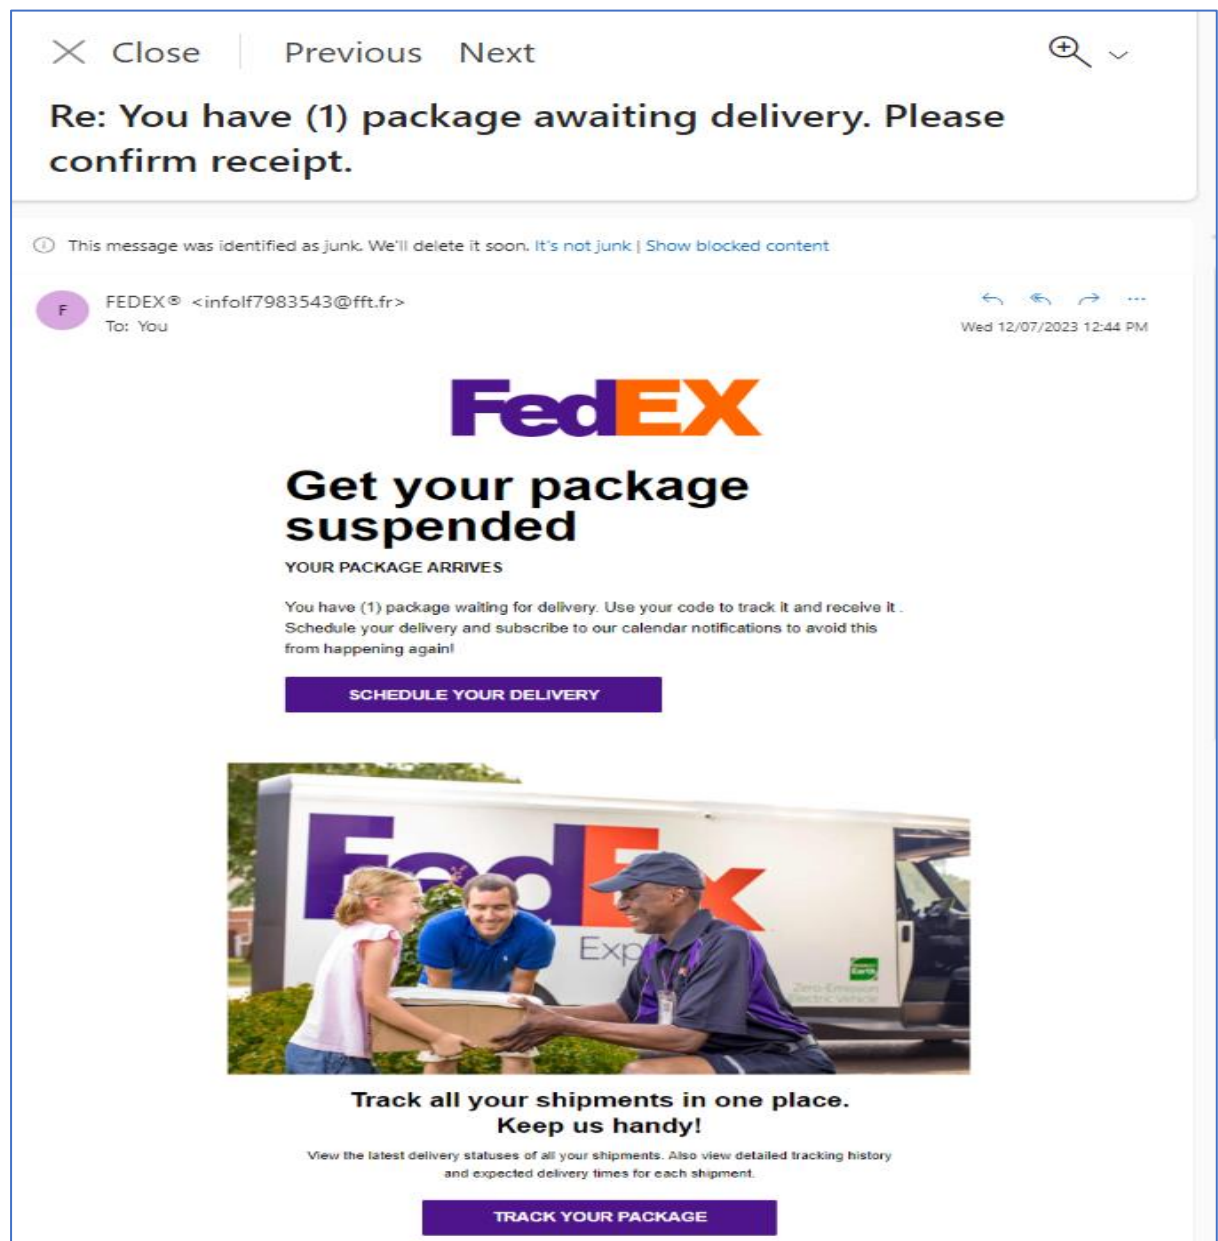 Close Previous Next
Re: You have (1) package awaiting delivery. Please
confirm receipt.
This message was identified as junk. We'll delete it soon. It's not junk | Show blocked content
F
FEDEX® <infolf7983543@fft.fr>
To: You
Wed 12/07/2023 12:44 PM
FedEX
Get your package
suspended
YOUR PACKAGE ARRIVES
You have (1) package waiting for delivery. Use your code to track it and receive it .
Schedule your delivery and subscribe to our calendar notifications to avoid this
from happening again!
SCHEDULE YOUR DELIVERY
FedEx
Exp
Earth
Zero-Emission
Electric Vehicle
Track all your shipments in one place.
Keep us handy!
View the latest delivery statuses of all your shipments. Also view detailed tracking history
and expected delivery times for each shipment.
TRACK YOUR PACKAGE